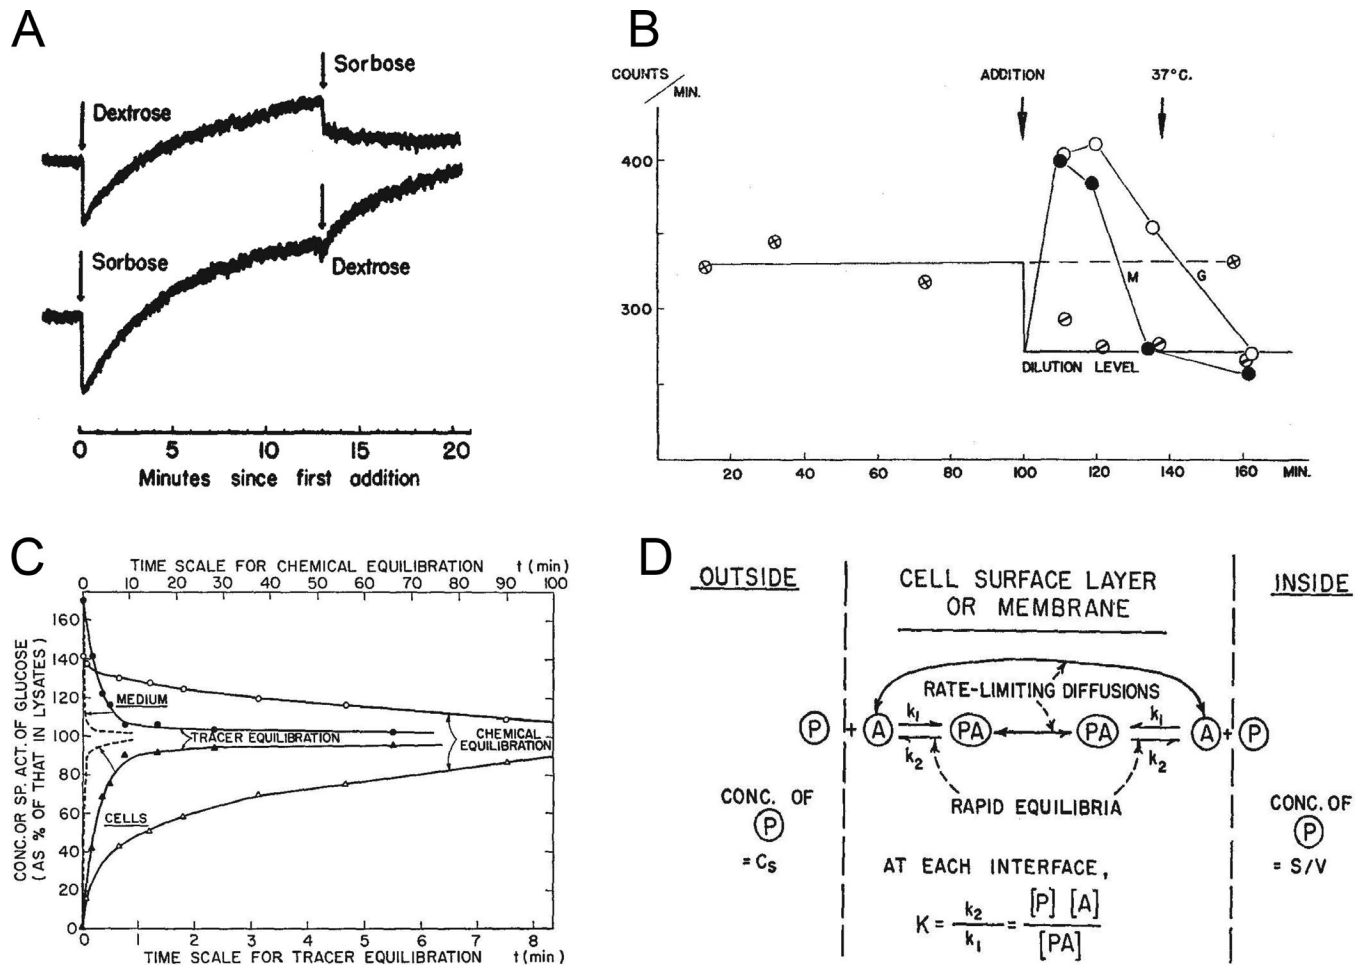 A
Sorbose
Dextrose
Sorbose
Dextrose
0 5 10 15 20
Minutes since first addition
B
COUNTS/MIN.
ADDITION
37°C.
400
300
M
G
DILUTION LEVEL
20 40 60 80 100 120 140 160 MIN.
C
TIME SCALE FOR CHEMICAL EQUILIBRATION t (min)
0 10 20 30 40 50 60 70 80 90 100
CONC. OR SP. ACT. OF GLUCOSE
(AS % OF THAT IN LYSATES)
160
140
120
100
80
60
40
20
0
MEDIUM
TRACER EQUILIBRATION
CHEMICAL
EQUILIBRATION
CELLS
0 1 2 3 4 5 6 7 8
TIME SCALE FOR TRACER EQUILIBRATION t (min)
D
OUTSIDE
CELL SURFACE LAYER
OR MEMBRANE
INSIDE
RATE-LIMITING DIFFUSIONS
P + A k₁ k₂ PA PA k₁ k₂ A + P
RAPID EQUILIBRIA
CONC. OF
P
= Cs
CONC. OF
P
= S/V
AT EACH INTERFACE,
K = k₂/k₁ = [P] [A]/[PA]